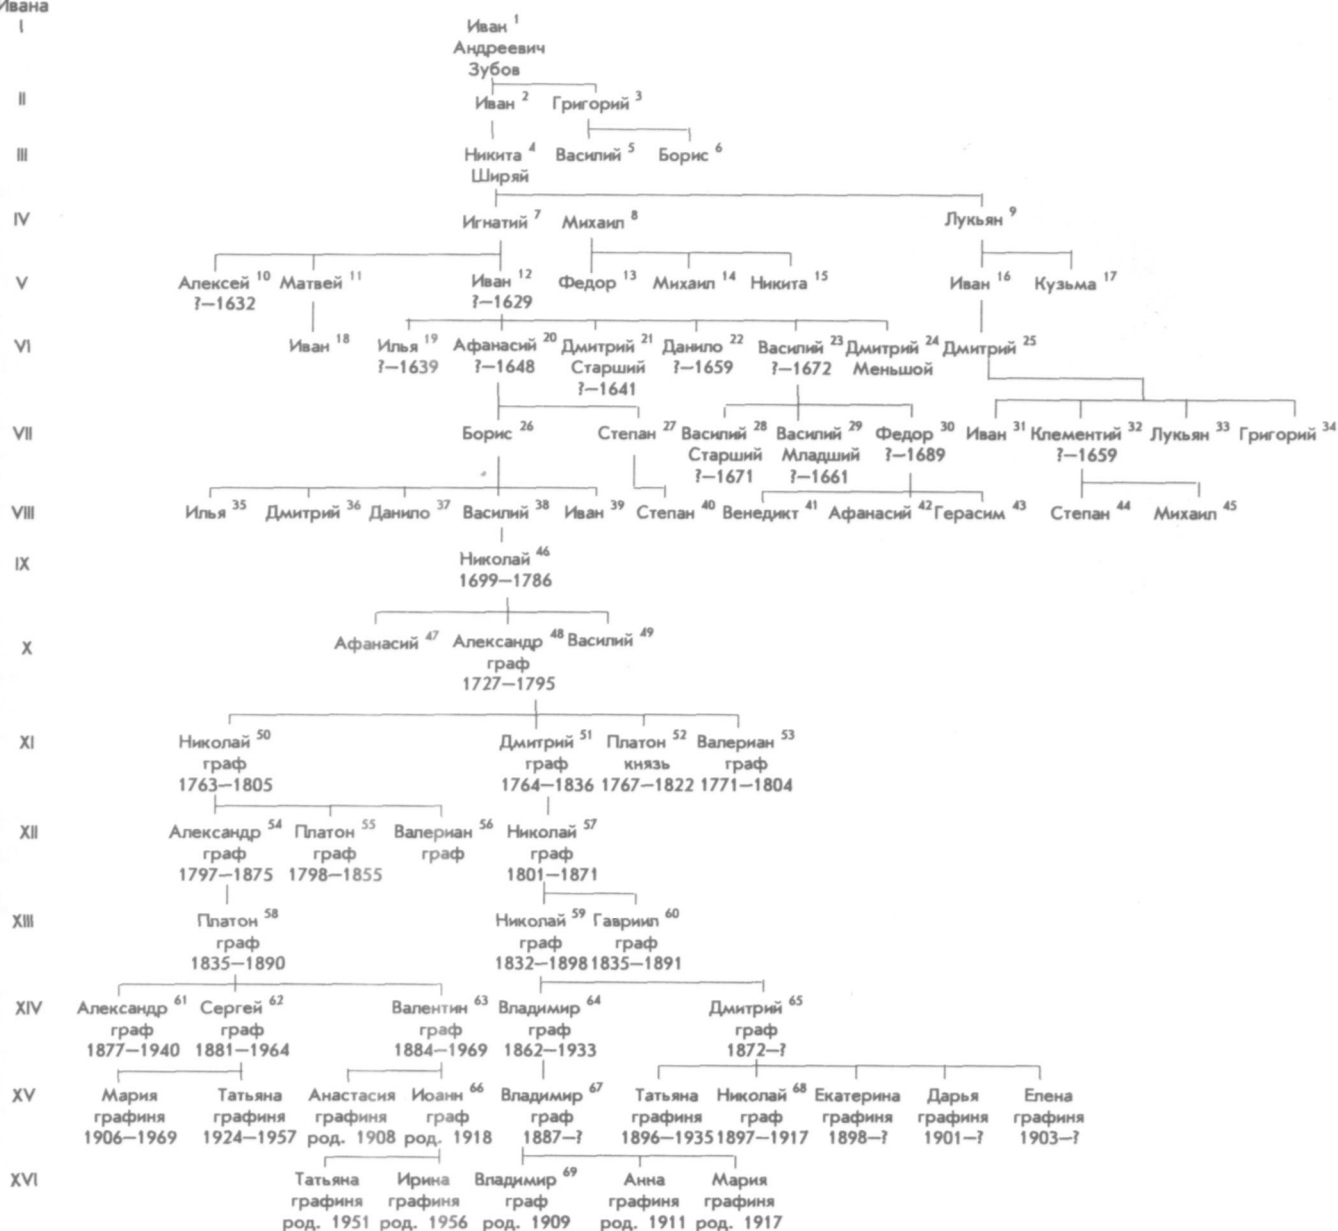 Ивана
I
Иван 1
Андреевич
Зубов
II Иван 2 Григорий 3
III Никита 4 Василий 5 Борис 6
Ширяй
IV Игнатий 7 Михаил 8 Лукьян 9
V Алексей 10 Матвей 11 Иван 12 Федор 13 Михаил 14 Никита 15 Иван 16 Кузьма 17
?—1632 ?—1629
VI Иван 18 Илья 19 Афанасий 20 Дмитрий 21 Данило 22 Василий 23 Дмитрий 24 Дмитрий 25
?—1639 ?—1648 Старший ?—1659 ?—1672 Меньшой
?—1641
VII Борис 26 Степан 27 Василий 28 Василий 29 Федор 30 Иван 31 Клементий 32 Лукьян 33 Григорий 34
Старший Младший ?—1689 ?—1659
?—1671 ?—1661
VIII Илья 35 Дмитрий 36 Данило 37 Василий 38 Иван 39 Степан 40 Венедикт 41 Афанасий 42 Герасим 43 Степан 44 Михаил 45
IX Николай 46
1699—1786
X Афанасий 47 Александр 48 Василий 49
граф
1727—1795
XI Николай 50 Дмитрий 51 Платон 52 Валериан 53
граф граф князь граф
1763—1805 1764—1836 1767—1822 1771—1804
XII Александр 54 Платон 55 Валериан 56 Николай 57
граф граф граф граф
1797—1875 1798—1855 1801—1871
XIII Платон 58 Николай 59 Гавриил 60
граф граф граф
1835—1890 1832—1898 1835—1891
XIV Александр 61 Сергей 62 Валентин 63 Владимир 64 Дмитрий 65
граф граф граф граф граф
1877—1940 1881—1964 1884—1969 1862—1933 1872—?
XV Мария Татьяна Анастасия Иоанн 66 Владимир 67 Татьяна Николай 68 Екатерина Дарья Елена
графиня графиня графиня граф граф графиня граф графиня графиня графиня
1906—1969 1924—1957 род. 1908 род. 1918 1887—? 1896—1935 1897—1917 1898—? 1901—? 1903—?
XVI Татьяна Ирина Владимир 69 Анна Мария
графиня графиня граф графиня графиня
род. 1951 род. 1956 род. 1909 род. 1911 род. 1917